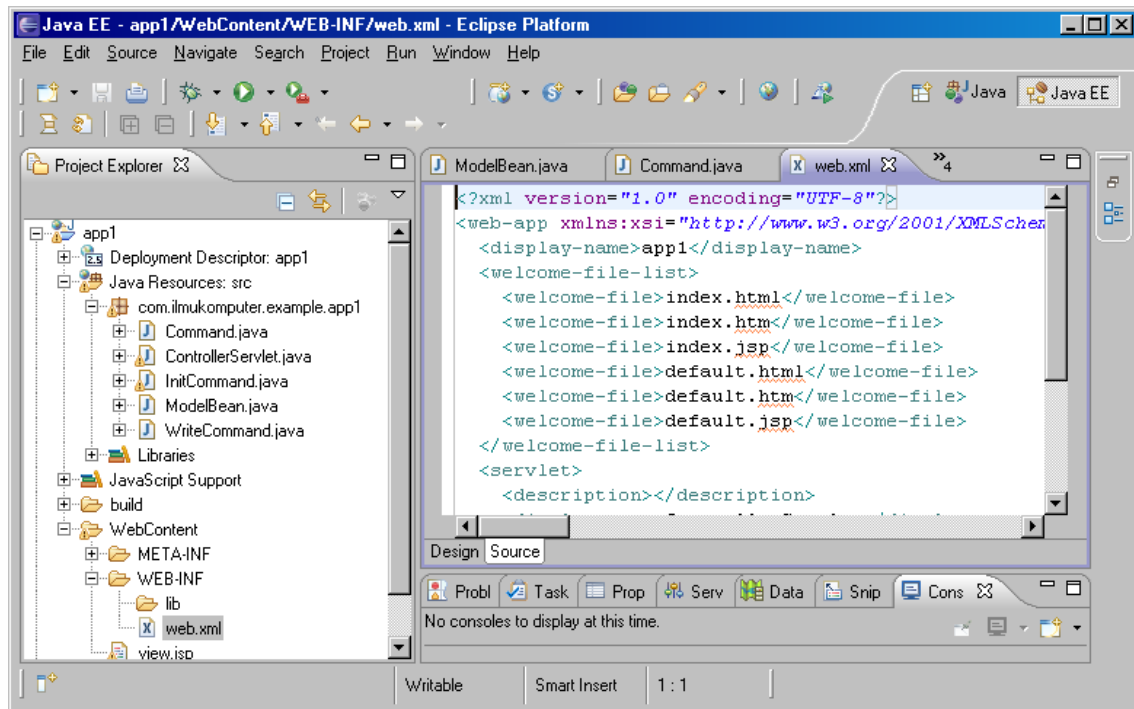 Java EE - app1/WebContent/WEB-INF/web.xml - Eclipse Platform
File Edit Source Navigate Search Project Run Window Help
Java Java EE
Project Explorer
app1
2.5 Deployment Descriptor: app1
Java Resources: src
com.ilmukomputer.example.app1
Command.java
ControllerServlet.java
InitCommand.java
ModelBean.java
WriteCommand.java
Libraries
JavaScript Support
build
WebContent
META-INF
WEB-INF
lib
web.xml
view.jsp
ModelBean.java Command.java web.xml »4
<?xml version="1.0" encoding="UTF-8"?>
<web-app xmlns:xsi="http://www.w3.org/2001/XMLSchem
<display-name>app1</display-name>
<welcome-file-list>
<welcome-file>index.html</welcome-file>
<welcome-file>index.htm</welcome-file>
<welcome-file>index.jsp</welcome-file>
<welcome-file>default.html</welcome-file>
<welcome-file>default.htm</welcome-file>
<welcome-file>default.jsp</welcome-file>
</welcome-file-list>
<servlet>
<description></description>
Design Source
Probl Task Prop Serv Data Snip Cons
No consoles to display at this time.
Writable Smart Insert 1 : 1